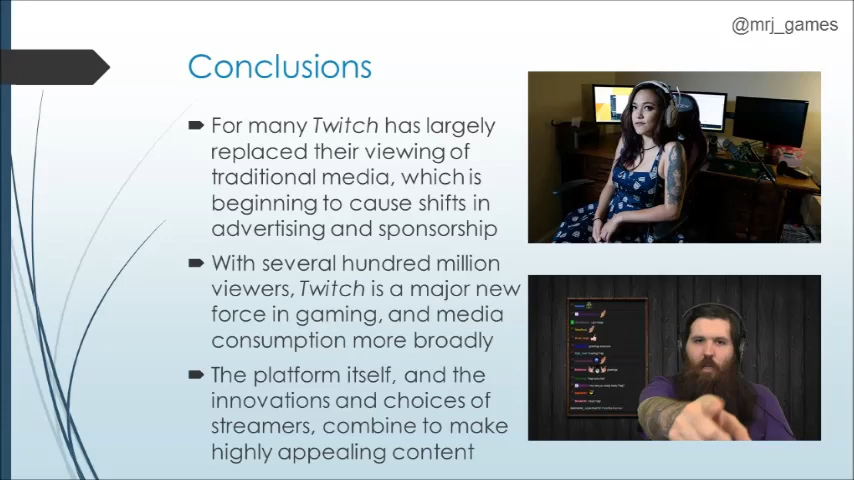 @mrj_games
Conclusions
For many Twitch has largely
replaced their viewing of
traditional media, which is
beginning to cause shifts in
advertising and sponsorship
With several hundred million
viewers, Twitch is a major new
force in gaming, and media
consumption more broadly
The platform itself, and the
innovations and choices of
streamers, combine to make
highly appealing content